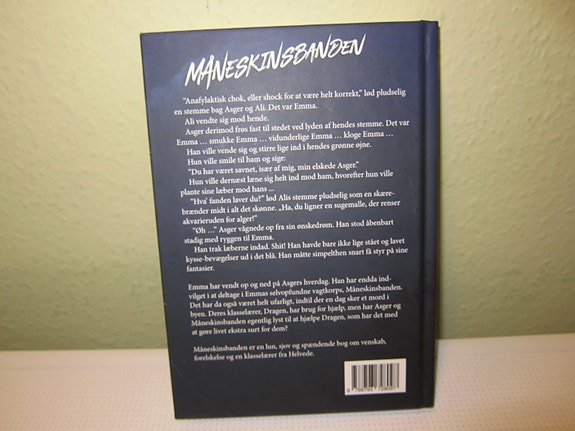 MÅNESKINSBANDEN
"Anafylaktisk chok, eller shock for at være helt korrekt," lød pludselig
en stemme bag Asger og Ali. Det var Emma.
Ali vendte sig mod hende.
Asger derimod frøs fast til stedet ved lyden af hendes stemme. Det var
Emma … smukke Emma … vidunderlige Emma … kloge Emma …
Han ville vende sig og stirre lige ind i hendes grønne øjne.
Hun ville smile til ham og sige:
"Du har været savnet, især af mig, min elskede Asger."
Hun ville dernæst læne sig helt ind mod ham, hvorefter hun ville
plante sine læber mod hans ...
"Hva' fanden laver du?" lød Alis stemme pludselig som en skære-
brænder midt i alt det skønne. „Ha, du ligner en sugemalle, der renser
akvarieruden for alger!"
"Øh …" Asger vågnede op fra sin ønskedrøm. Han stod åbenbart
stadig med ryggen til Emma.
Han trak læberne indad. Shit! Han havde bare ikke lige stået og lavet
kysse-bevægelser ud i det blå. Han måtte simpelthen snart få styr på sine
fantasier.
Emma har vendt op og ned på Asgers hverdag. Han har endda ind-
vilget i at deltage i Emmas selvopfundne vagtkorps, Måneskinsbanden.
Det har da også været helt ufarligt, indtil der en dag sker et mord i
byen. Deres klasselærer, Dragen, har brug for hjælp, men har Asger og
Måneskinsbanden egentlig lyst til at hjælpe Dragen, som har det med
at gøre livet ekstra surt for dem?
Måneskinsbanden er en lun, sjov og spændende bog om venskab,
forelskelse og en klasselærer fra Helvede.